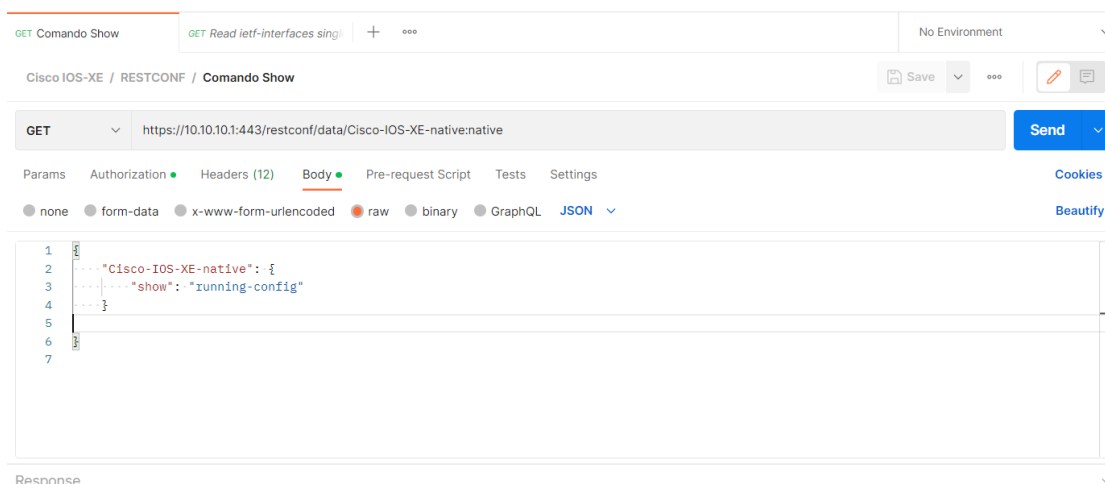 GET Comando Show GET Read ietf-interfaces singl + ooo No Environment
Cisco IOS-XE / RESTCONF / Comando Show Save ooo
GET https://10.10.10.1:443/restconf/data/Cisco-IOS-XE-native:native Send
Params Authorization Headers (12) Body Pre-request Script Tests Settings Cookies
none form-data x-www-form-urlencoded raw binary GraphQL JSON Beautify
1 {
2 "Cisco-IOS-XE-native": {
3 "show": "running-config"
4 }
5
6 }
7
Response